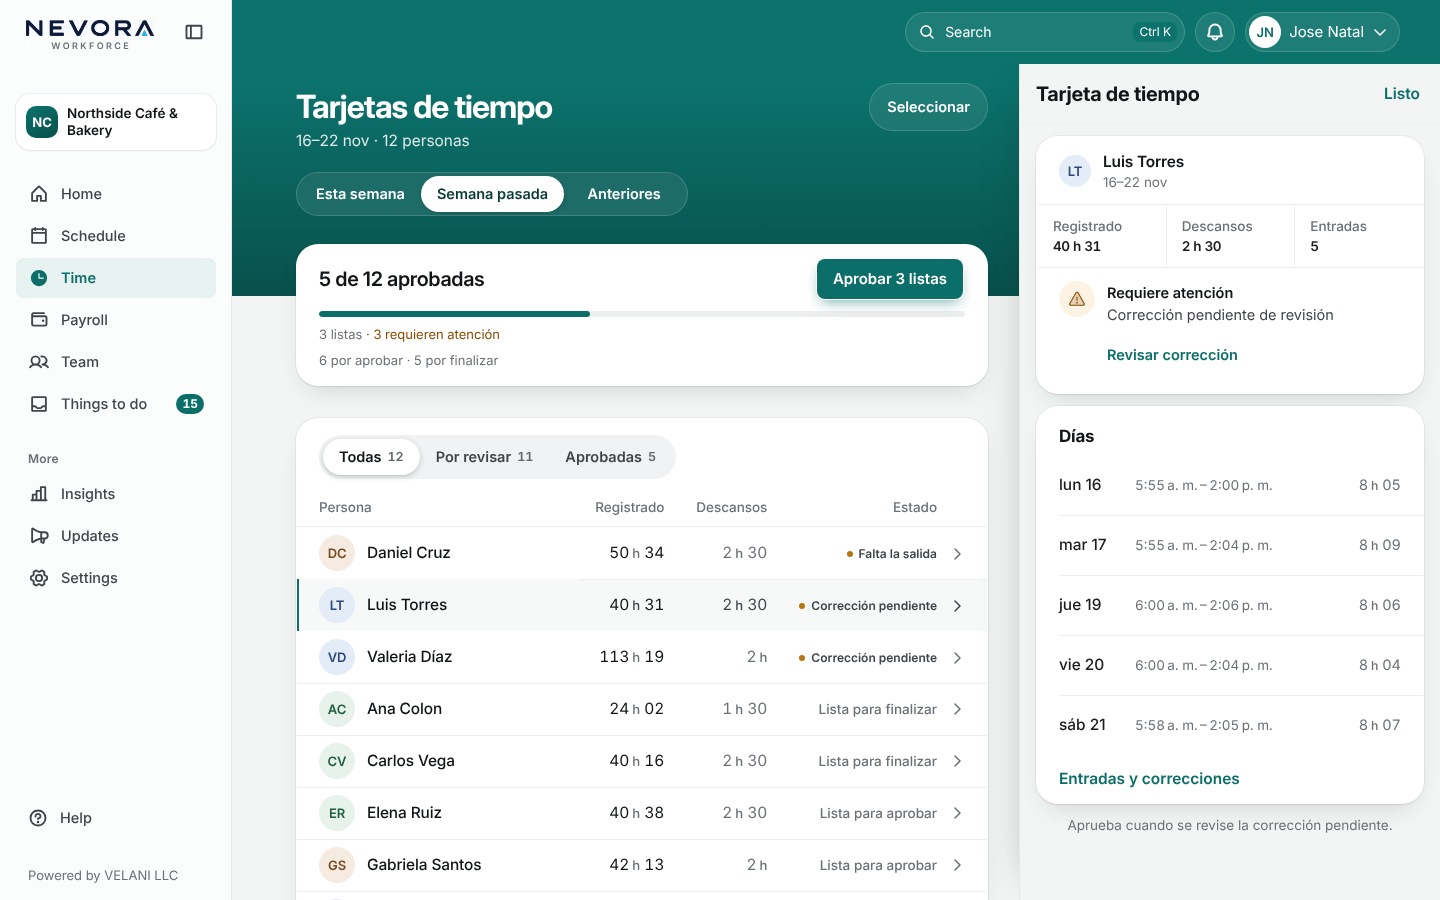 NEVORA
WORKFORCE
Search
Ctrl K
JN
Jose Natal
NC
Northside Café &
Bakery
Home
Schedule
Time
Payroll
Team
Things to do
15
More
Insights
Updates
Settings
Help
Powered by VELANI LLC
Tarjetas de tiempo
16–22 nov · 12 personas
Seleccionar
Esta semana
Semana pasada
Anteriores
5 de 12 aprobadas
Aprobar 3 listas
3 listas · 3 requieren atención
6 por aprobar · 5 por finalizar
Todas 12
Por revisar 11
Aprobadas 5
Persona Registrado Descansos Estado
DC Daniel Cruz 50 h 34 2 h 30 Falta la salida
LT Luis Torres 40 h 31 2 h 30 Corrección pendiente
VD Valeria Díaz 113 h 19 2 h Corrección pendiente
AC Ana Colon 24 h 02 1 h 30 Lista para finalizar
CV Carlos Vega 40 h 16 2 h 30 Lista para finalizar
ER Elena Ruiz 40 h 38 2 h 30 Lista para aprobar
GS Gabriela Santos 42 h 13 2 h Lista para aprobar
Tarjeta de tiempo
Listo
LT
Luis Torres
16–22 nov
Registrado
40 h 31
Descansos
2 h 30
Entradas
5
Requiere atención
Corrección pendiente de revisión
Revisar corrección
Días
lun 16 5:55 a. m. – 2:00 p. m. 8 h 05
mar 17 5:55 a. m. – 2:04 p. m. 8 h 09
jue 19 6:00 a. m. – 2:06 p. m. 8 h 06
vie 20 6:00 a. m. – 2:04 p. m. 8 h 04
sáb 21 5:58 a. m. – 2:05 p. m. 8 h 07
Entradas y correcciones
Aprueba cuando se revise la corrección pendiente.